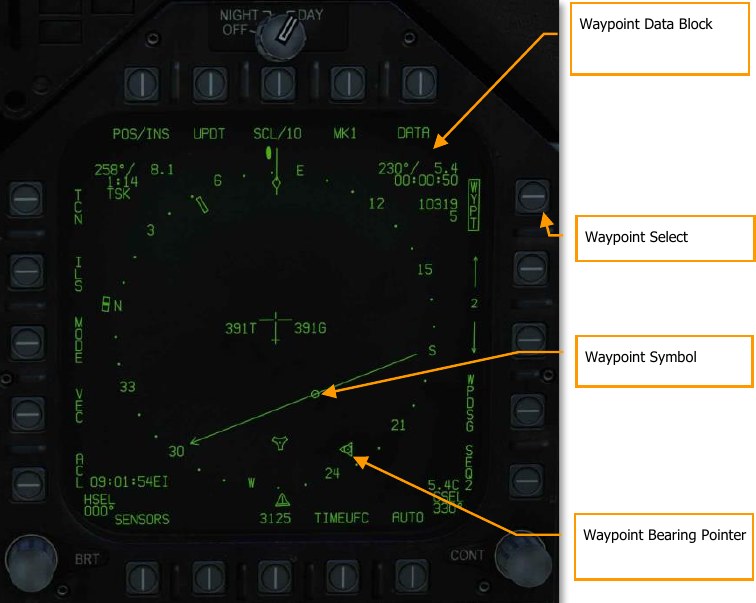 NIGHT DAY
OFF
Waypoint Data Block
POS/INS UPDT SCL/10 MK1 DATA
258°/ 8.1
1:14
TSK
230°/ 5.4
00:00:50
10319
5
TCN
WYPT
6
E
12
3
Waypoint Select
15
ILS
N
2
391T 391G
MODE
S
Waypoint Symbol
33
VEC
WPDSG
21
30
SEQ2
24
W
ACL
09:01:54EI
5.4C
HSEL
000°
CSEL
330°
SENSORS 3125 TIMEUFC AUTO
Waypoint Bearing Pointer
BRT
CONT